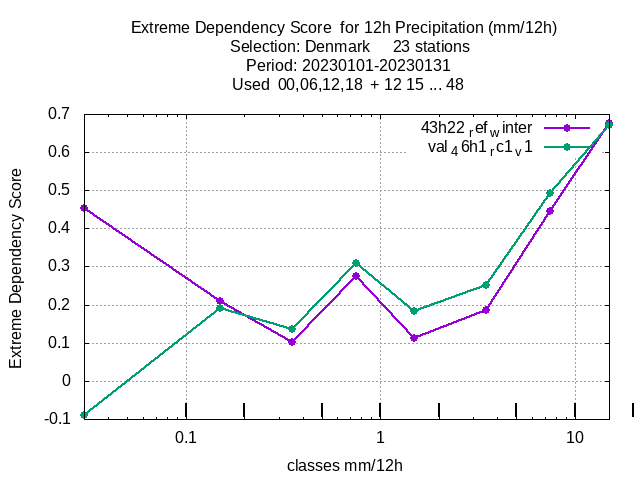 Extreme Dependency Score  for 12h Precipitation (mm/12h)
Selection: Denmark     23 stations
Period: 20230101-20230131
Used  00,06,12,18  + 12 15 ... 48
43h22refwinter
val46h1rc1v1
Extreme Dependency Score
0.7
0.6
0.5
0.4
0.3
0.2
0.1
0
-0.1
0.1
1
10
classes mm/12h